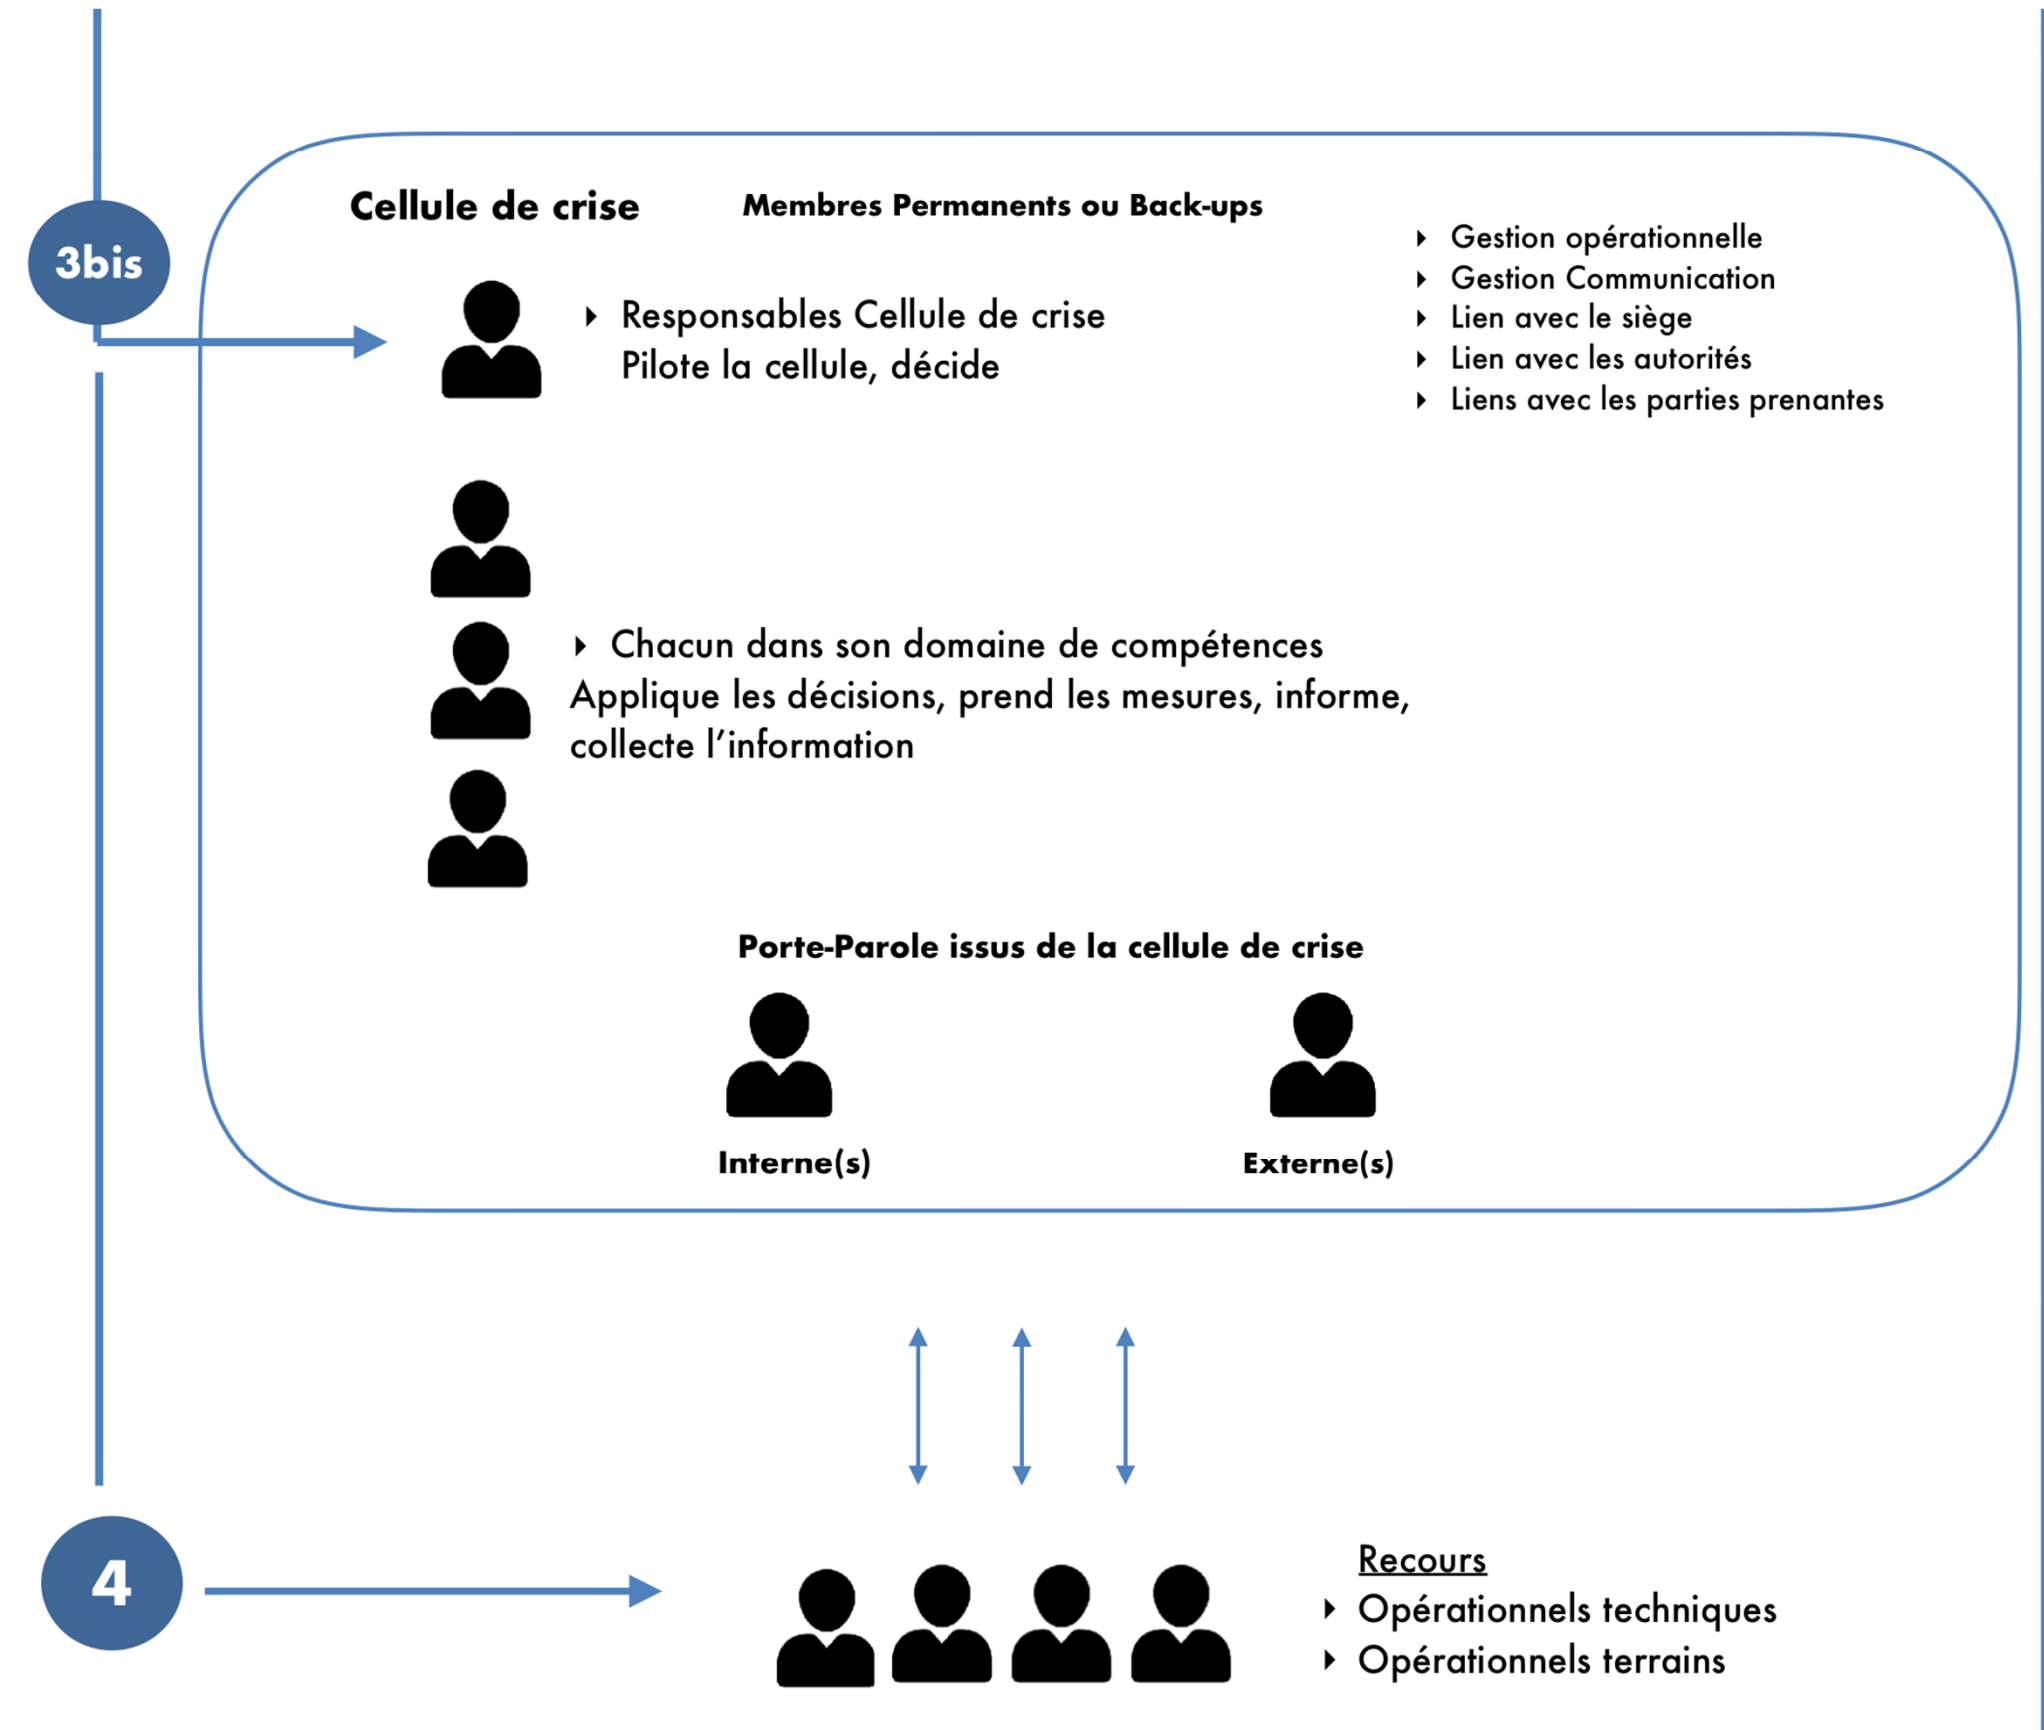 3bis
Cellule de crise
Membres Permanents ou Back-ups
Responsables Cellule de crise
Pilote la cellule, décide
Gestion opérationnelle
Gestion Communication
Lien avec le siège
Lien avec les autorités
Liens avec les parties prenantes
Chacun dans son domaine de compétences
Applique les décisions, prend les mesures, informe,
collecte l’information
Porte-Parole issus de la cellule de crise
Interne(s)
Externe(s)
4
Recours
Opérationnels techniques
Opérationnels terrains